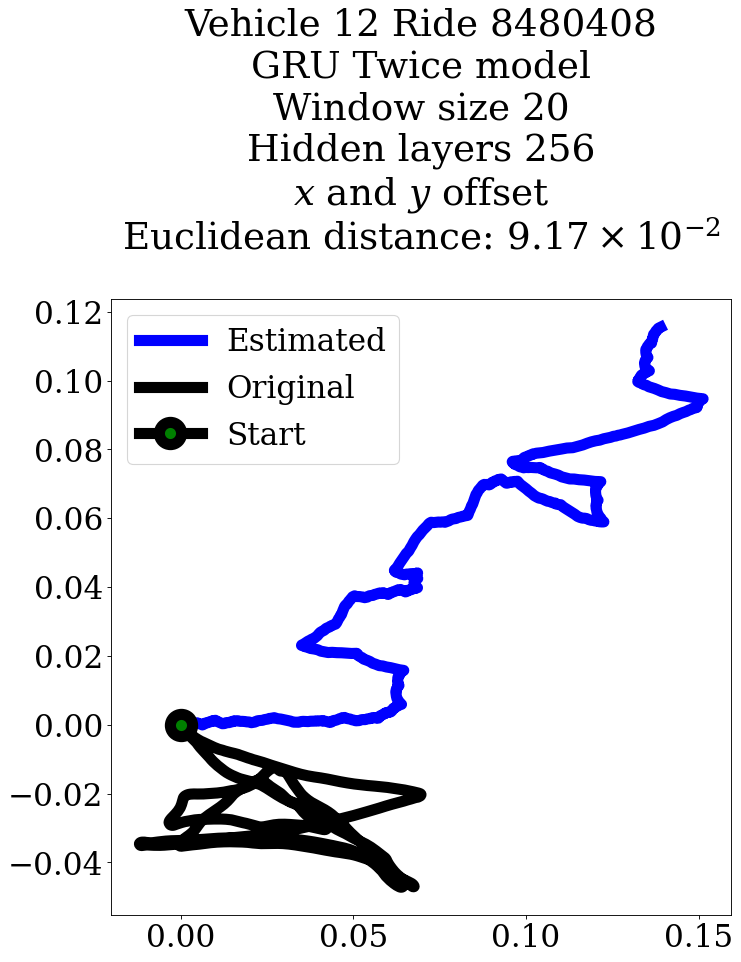 Vehicle 12 Ride 8480408
GRU Twice model
Window size 20
Hidden layers 256
x and y offset
Euclidean distance: 9.17 × 10⁻²
0.12
0.10
0.08
0.06
0.04
0.02
0.00
−0.02
−0.04
Estimated
Original
Start
0.00 0.05 0.10 0.15